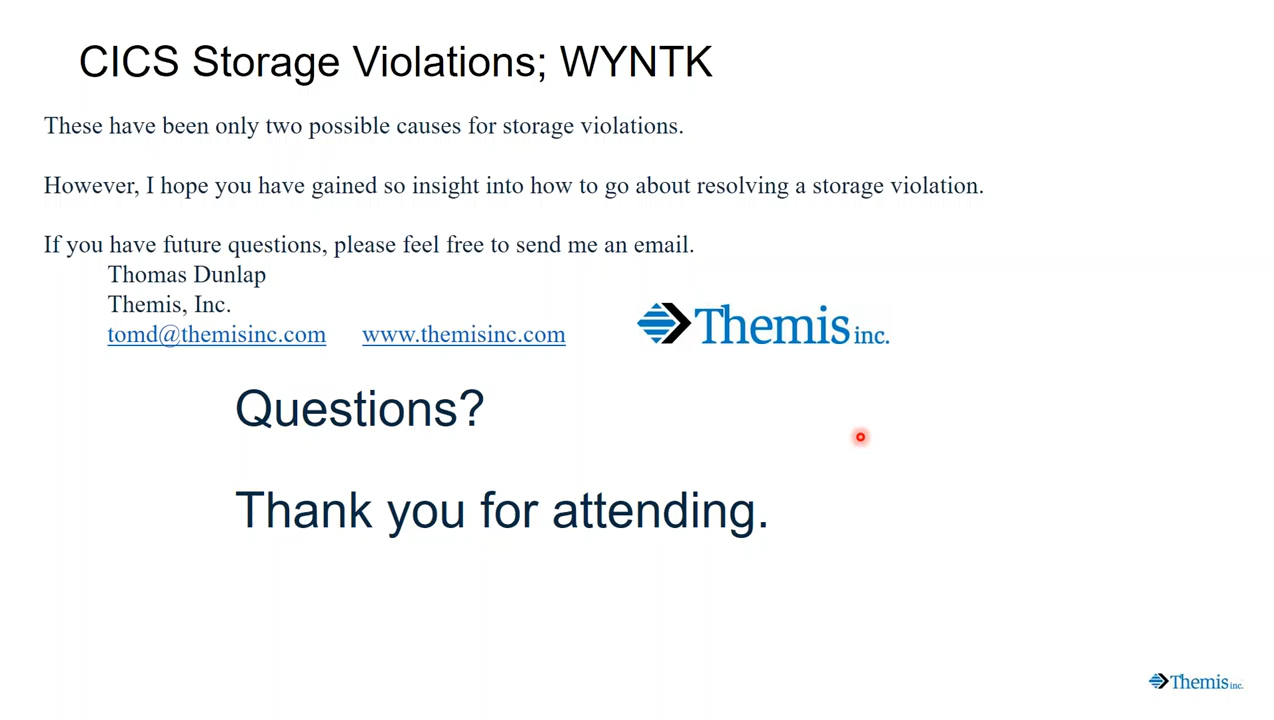 CICS Storage Violations; WYNTK
These have been only two possible causes for storage violations.
However, I hope you have gained so insight into how to go about resolving a storage violation.
If you have future questions, please feel free to send me an email.
Thomas Dunlap
Themis, Inc.
tomd@themisinc.com www.themisinc.com
Themis inc.
Questions?
Thank you for attending.
Themis inc.